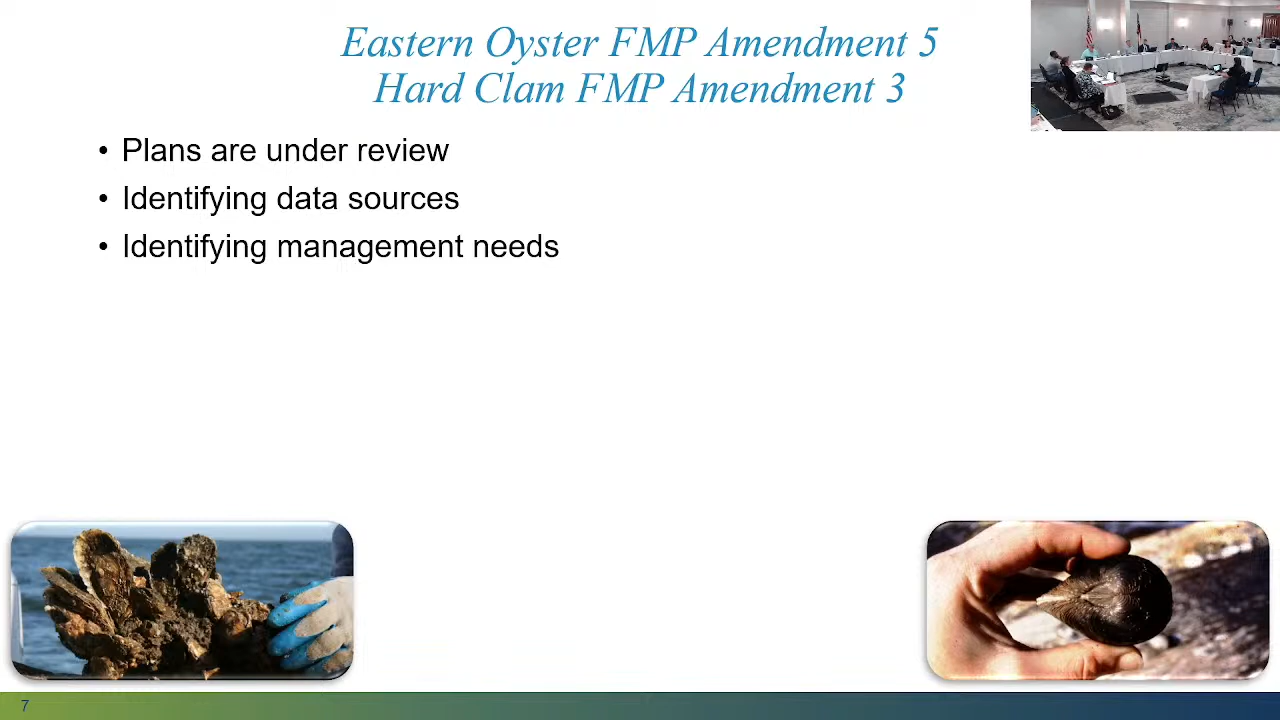 Eastern Oyster FMP Amendment 5
Hard Clam FMP Amendment 3
• Plans are under review
• Identifying data sources
• Identifying management needs
7